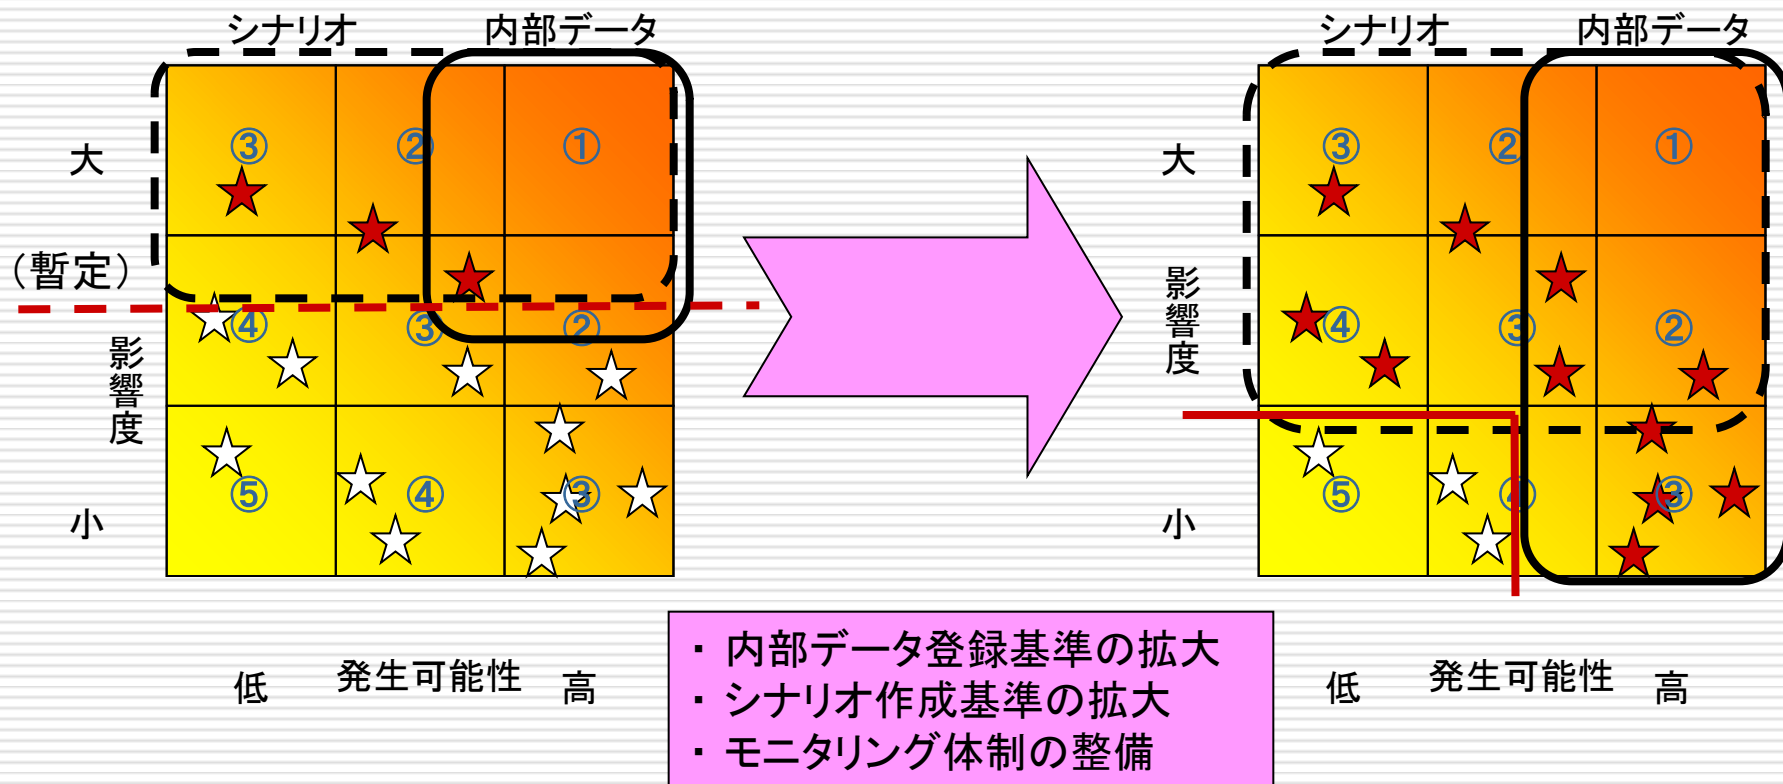 シナリオ
内部データ
③
②
①
大
(暫定)
④
③
②
影響度
⑤
④
③
小
低
発生可能性
高
・内部データ登録基準の拡大
・シナリオ作成基準の拡大
・モニタリング体制の整備
シナリオ
内部データ
③
②
①
大
影響度
④
③
②
⑤
④
③
小
低
発生可能性
高